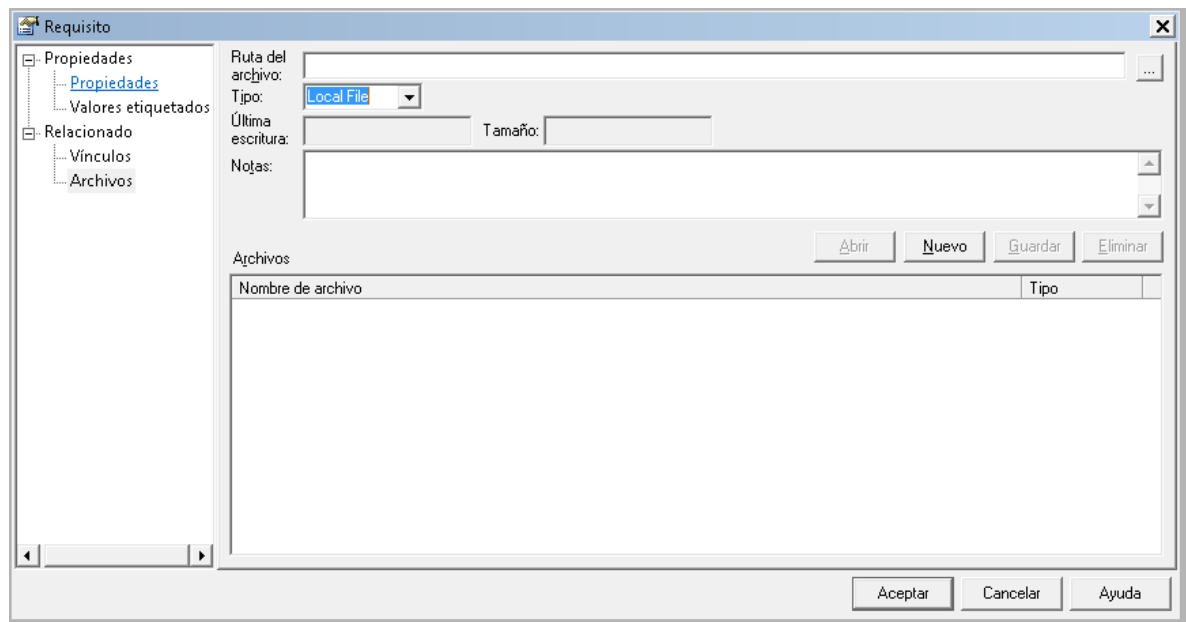 Requisito
Propiedades
Propiedades
Valores etiquetados
Relacionado
Vínculos
Archivos
Ruta del
archivo:
...
Tipo:
Local File
Última
escritura:
Tamaño:
Notas:
Abrir
Nuevo
Guardar
Eliminar
Archivos
Nombre de archivo
Tipo
Aceptar
Cancelar
Ayuda